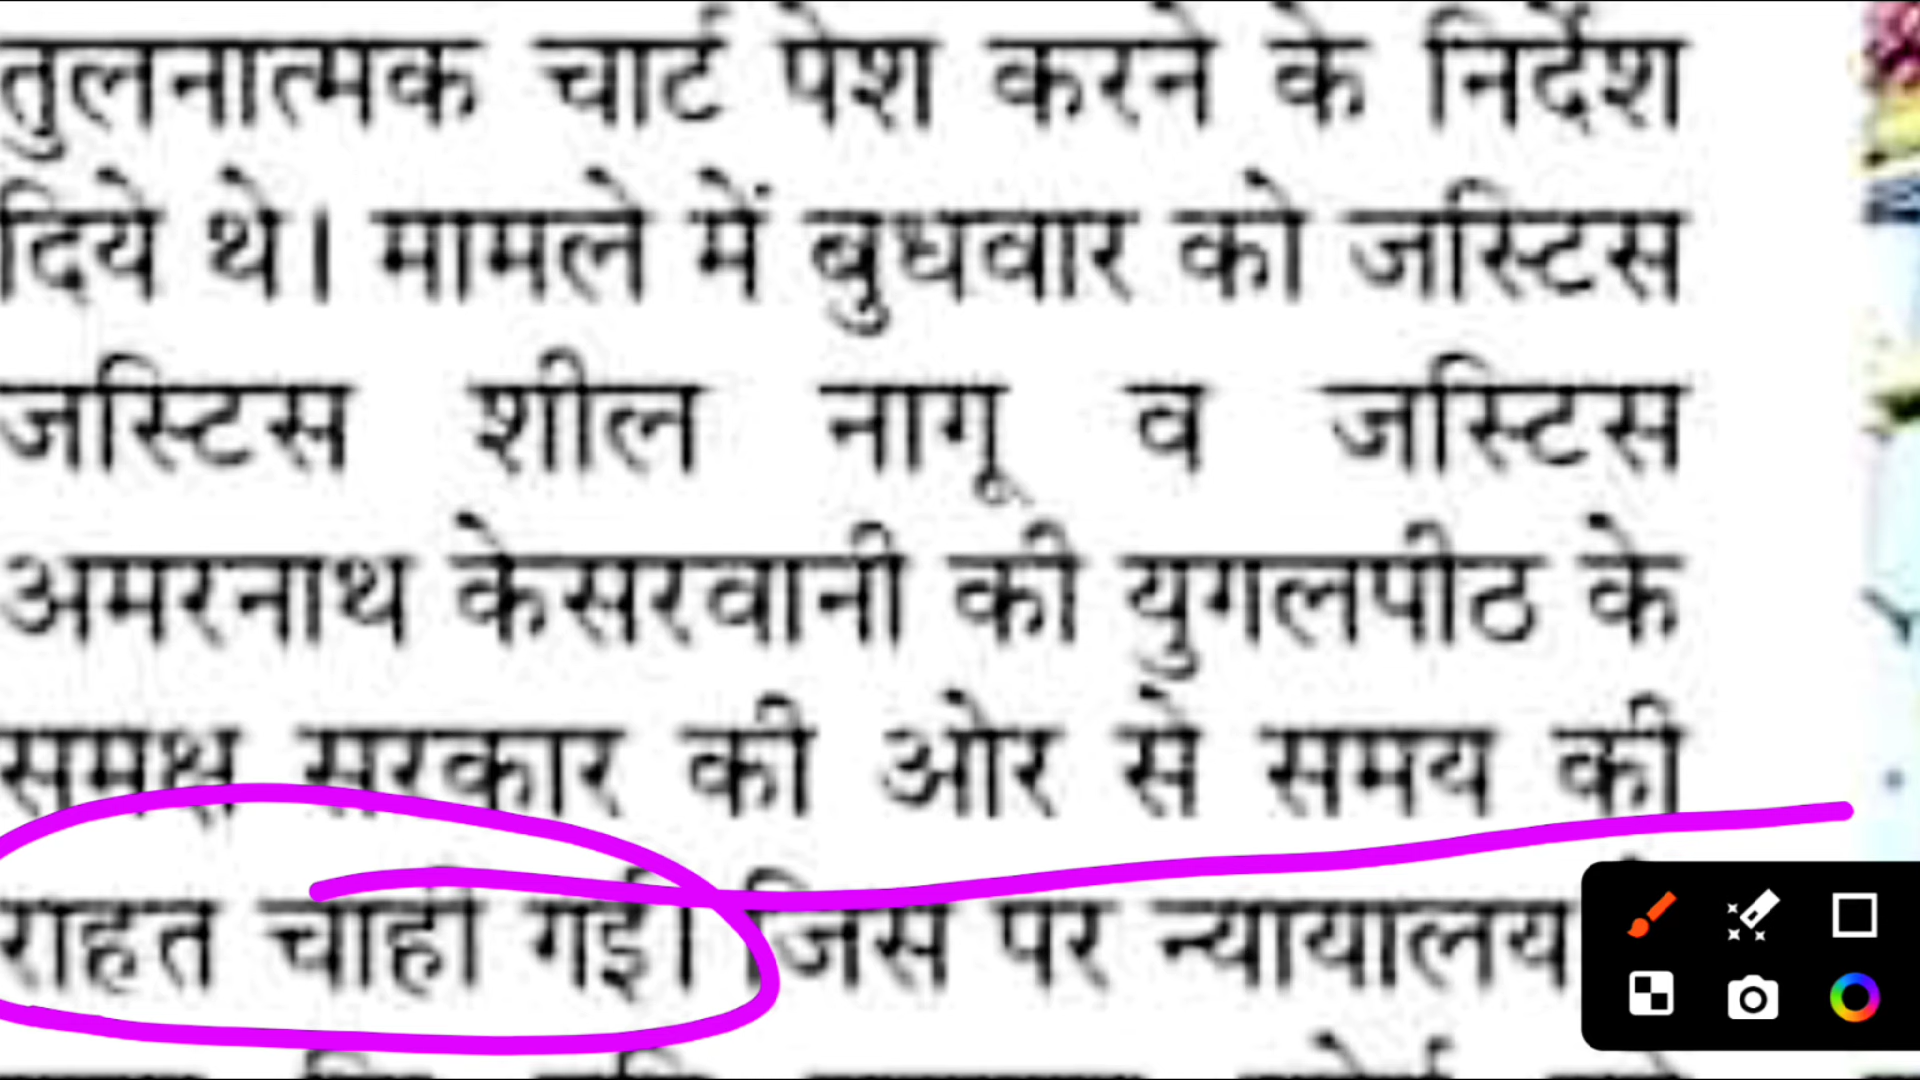 तुलनात्मक चार्ट पेश करने के निर्देश
दिये थे। मामले में बुधवार को जस्टिस
जस्टिस शील नागू व जस्टिस
अमरनाथ केसरवानी की युगलपीठ के
समक्ष सरकार की ओर से समय की
राहत चाही गई। जिस पर न्यायालय